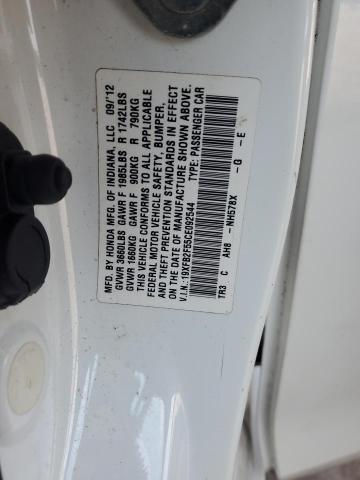 MFD. BY HONDA MFG. OF INDIANA, LLC 09/'12
GVWR 3660LBS GAWR F 1985LBS R 1742LBS
GVWR 1660KG GAWR F 900KG R 790KG
THIS VEHICLE CONFORMS TO ALL APPLICABLE
FEDERAL MOTOR VEHICLE SAFETY, BUMPER,
AND THEFT PREVENTION STANDARDS IN EFFECT
ON THE DATE OF MANUFACTURE SHOWN ABOVE.
V.I.N.:19XFB2F55CE092544 TYPE: PASSENGER CAR
TR3 C AH8 -NH578X -G -E